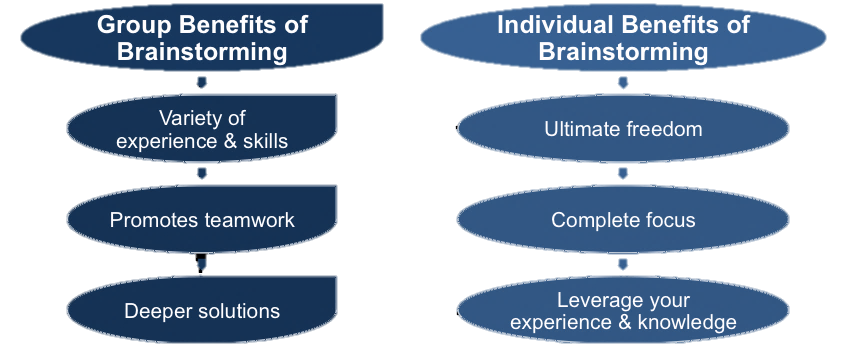 Group Benefits of
Brainstorming
Variety of
experience & skills
Promotes teamwork
Deeper solutions
Individual Benefits of
Brainstorming
Ultimate freedom
Complete focus
Leverage your
experience & knowledge